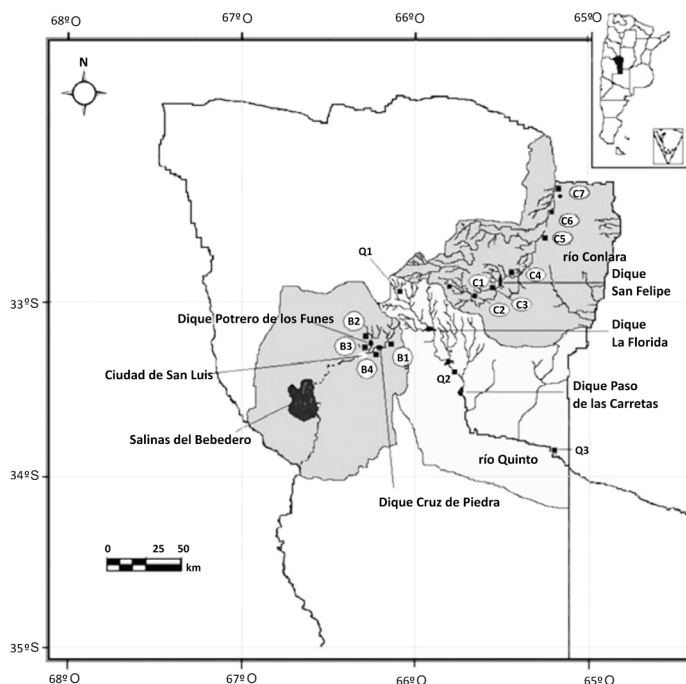 68ºO
67ºO
66ºO
65ºO
N
C7
C6
C5
río Conlara
Q1
C1
C4
Dique
San Felipe
C3
C2
33ºS
B2
Dique Potrero de los Funes
Dique
La Florida
B3
B1
Ciudad de San Luis
B4
Q2
Dique Paso
de las Carretas
Salinas del Bebedero
río Quinto
Q3
34ºS
Dique Cruz de Piedra
0 25 50
km
35ºS
68ºO
67ºO
66ºO
65ºO